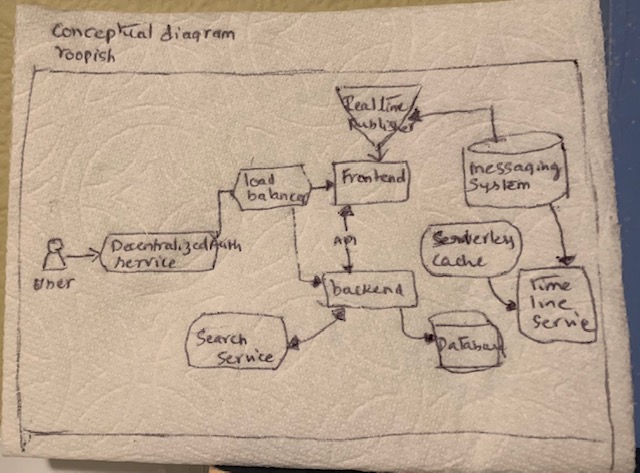 Conceptual diagram
roopish
Realtime
Publisher
load
balancer
Frontend
messaging
System
Decentralized Auth
Service
User
API
Serverless
cache
backend
Time
line
Service
Search
Service
Database